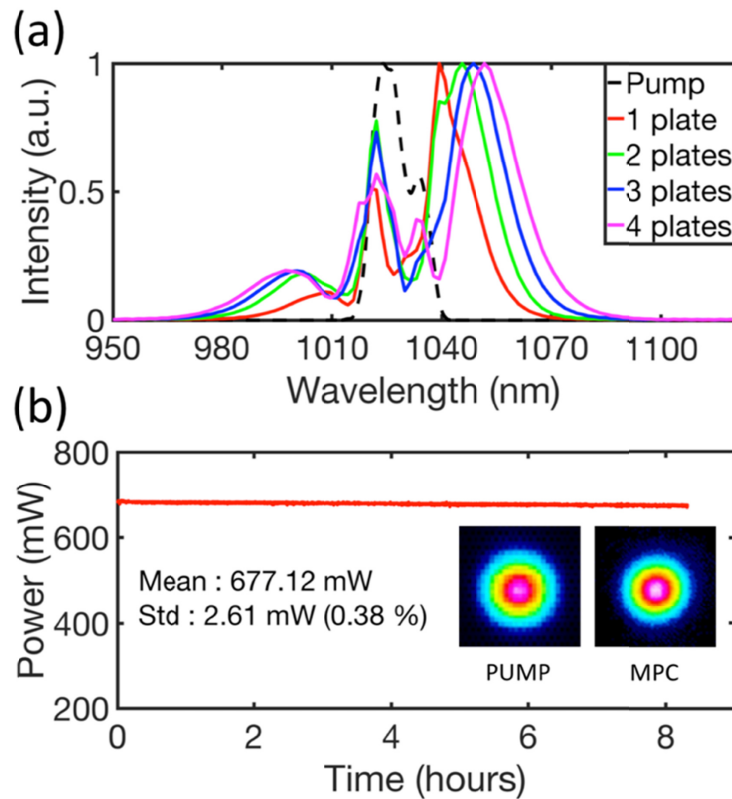 (a)
Intensity (a.u.)
1
0.5
0
Pump
1 plate
2 plates
3 plates
4 plates
950 980 1010 1040 1070 1100
Wavelength (nm)
(b)
Power (mW)
800
600
400
200
Mean : 677.12 mW
Std : 2.61 mW (0.38 %)
PUMP MPC
0 2 4 6 8
Time (hours)